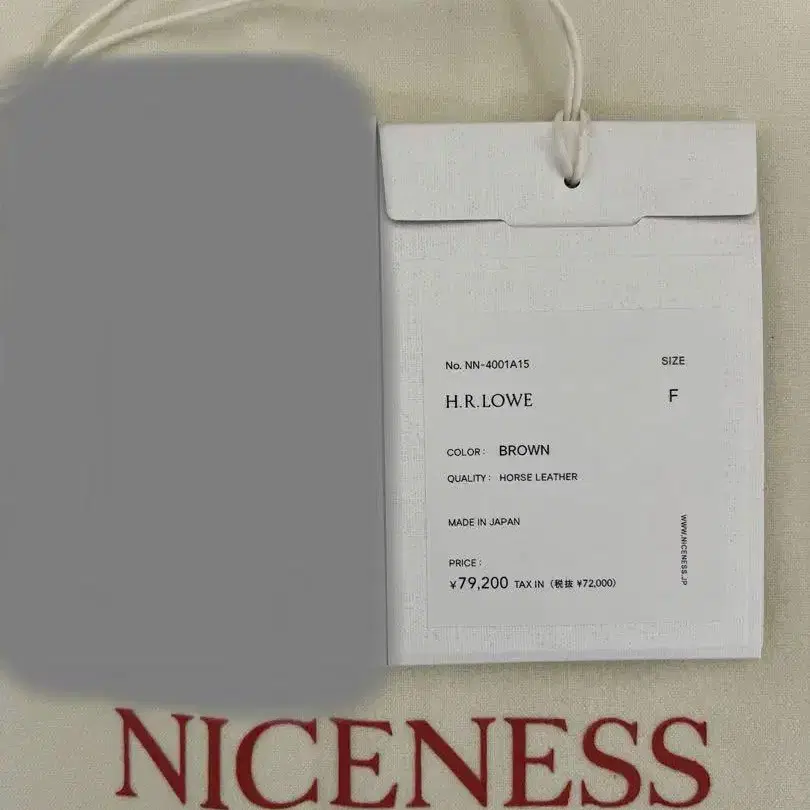 No. NN-4001A15 SIZE
H.R.LOWE F
COLOR : BROWN
QUALITY : HORSE LEATHER
MADE IN JAPAN
PRICE :
¥79,200 TAX IN (税抜 ¥72,000)
WWW.NICENESS.JP
NICENESS